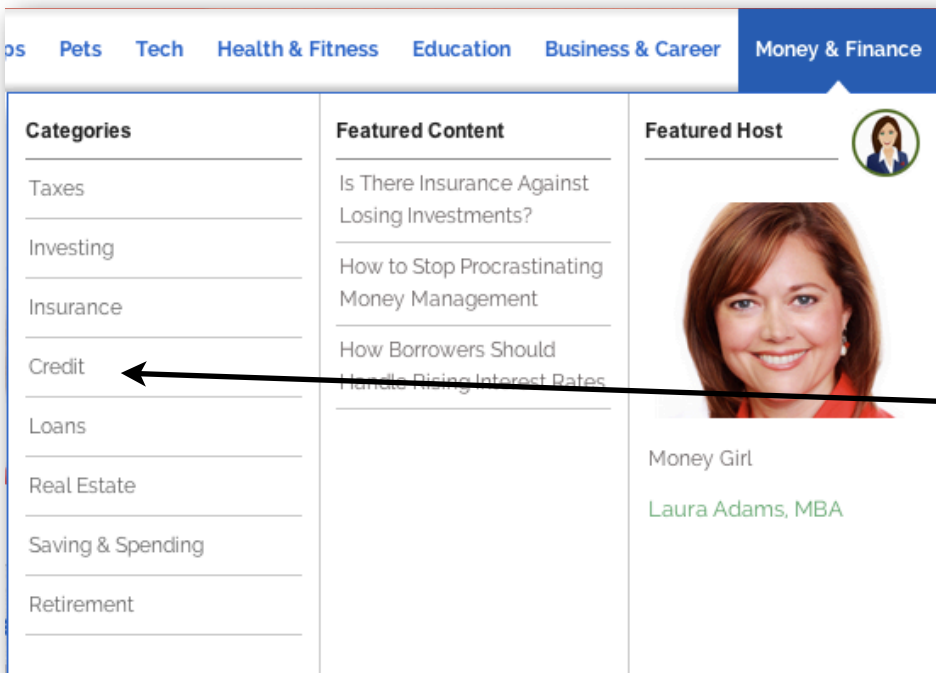 ps Pets Tech Health & Fitness Education Business & Career Money & Finance
Categories
Taxes
Investing
Insurance
Credit
Loans
Real Estate
Saving & Spending
Retirement
Featured Content
Is There Insurance Against
Losing Investments?
How to Stop Procrastinating
Money Management
How Borrowers Should
Handle Rising Interest Rates
Featured Host
Money Girl
Laura Adams, MBA